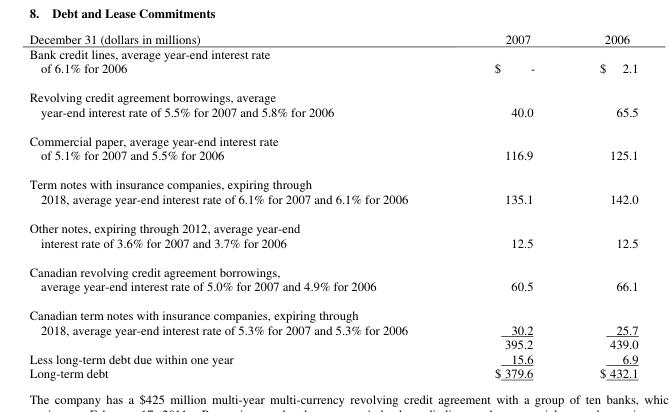 8. Debt and Lease Commitments
December 31 (dollars in millions) 2007 2006
Bank credit lines, average year-end interest rate
of 6.1% for 2006 $ - $ 2.1
Revolving credit agreement borrowings, average
year-end interest rate of 5.5% for 2007 and 5.8% for 2006 40.0 65.5
Commercial paper, average year-end interest rate
of 5.1% for 2007 and 5.5% for 2006 116.9 125.1
Term notes with insurance companies, expiring through
2018, average year-end interest rate of 6.1% for 2007 and 6.1% for 2006 135.1 142.0
Other notes, expiring through 2012, average year-end
interest rate of 3.6% for 2007 and 3.7% for 2006 12.5 12.5
Canadian revolving credit agreement borrowings,
average year-end interest rate of 5.0% for 2007 and 4.9% for 2006 60.5 66.1
Canadian term notes with insurance companies, expiring through
2018, average year-end interest rate of 5.3% for 2007 and 5.3% for 2006 30.2 25.7
395.2 439.0
Less long-term debt due within one year 15.6 6.9
Long-term debt $ 379.6 $ 432.1
The company has a $425 million multi-year multi-currency revolving credit agreement with a group of ten banks,